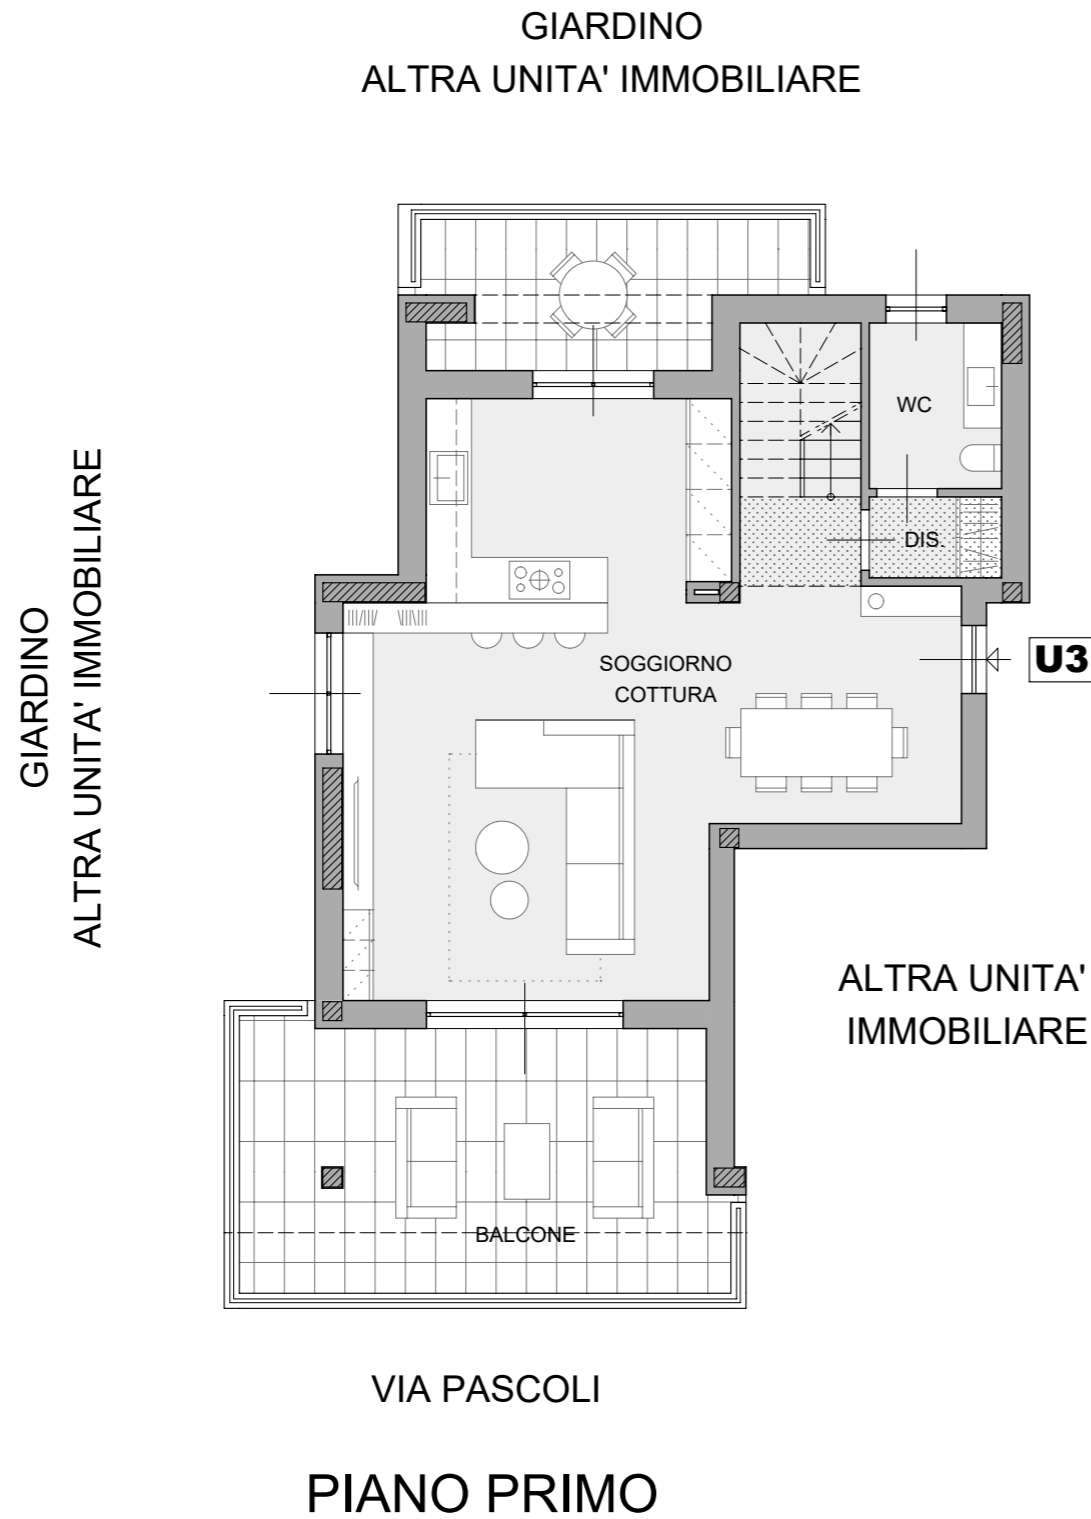 GIARDINO
ALTRA UNITA' IMMOBILIARE
WC
DIS.
GIARDINO
ALTRA UNITA' IMMOBILIARE
SOGGIORNO
COTTURA
U3
ALTRA UNITA'
IMMOBILIARE
BALCONE
VIA PASCOLI
PIANO PRIMO